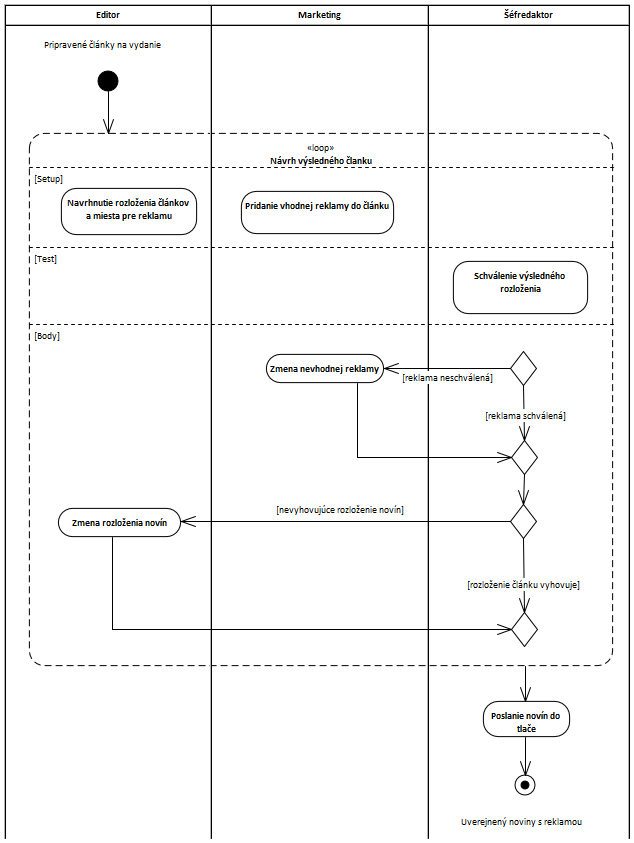 Editor
Marketing
Šéfredaktor
Pripravené články na vydanie
«loop»
Návrh výsledného članku
[Setup]
Navrhnutie rozloženia článkov
a miesta pre reklamu
Pridanie vhodnej reklamy do článku
[Test]
Schválenie výsledného
rozloženia
[Body]
Zmena nevhodnej reklamy
[reklama neschválená]
[reklama schválená]
[nevyhovujúce rozloženie novín]
Zmena rozloženia novín
[rozloženie článku vyhovuje]
Poslanie novín do
tlače
Uverejnený noviny s reklamou